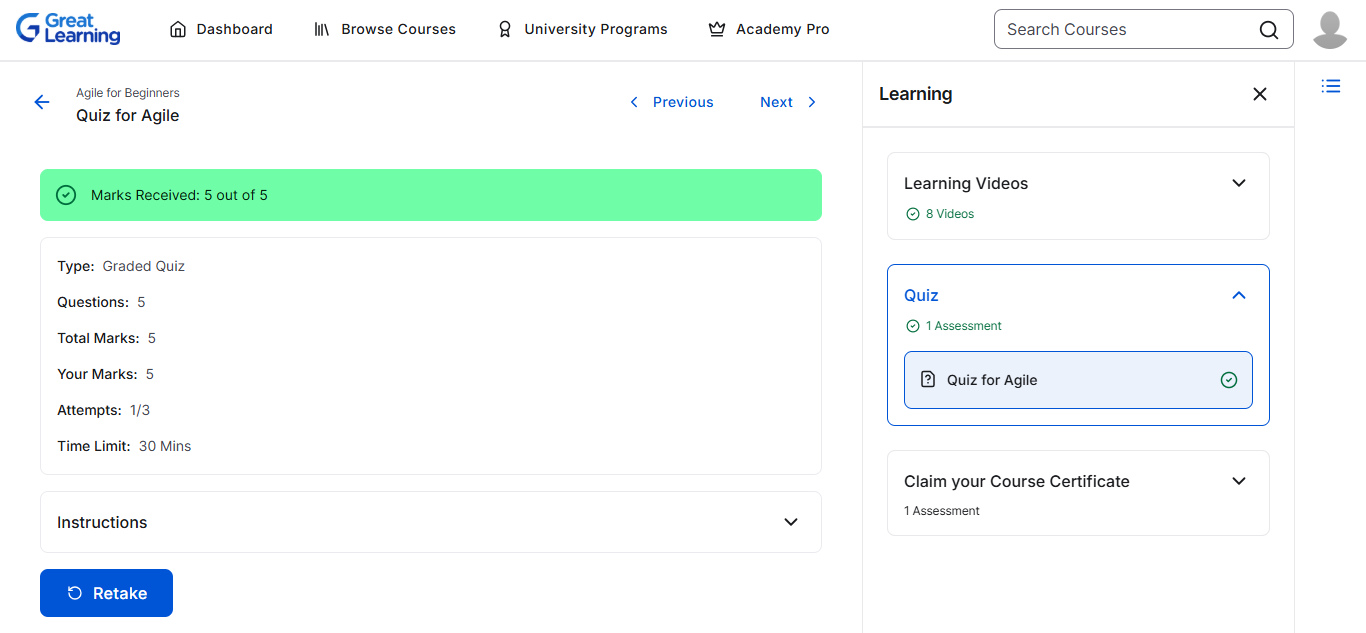 Great
Learning
Dashboard
Browse Courses
University Programs
Academy Pro
Search Courses
Agile for Beginners
Quiz for Agile
Previous
Next
Marks Received: 5 out of 5
Type: Graded Quiz
Questions: 5
Total Marks: 5
Your Marks: 5
Attempts: 1/3
Time Limit: 30 Mins
Instructions
Retake
Learning
Learning Videos
8 Videos
Quiz
1 Assessment
Quiz for Agile
Claim your Course Certificate
1 Assessment